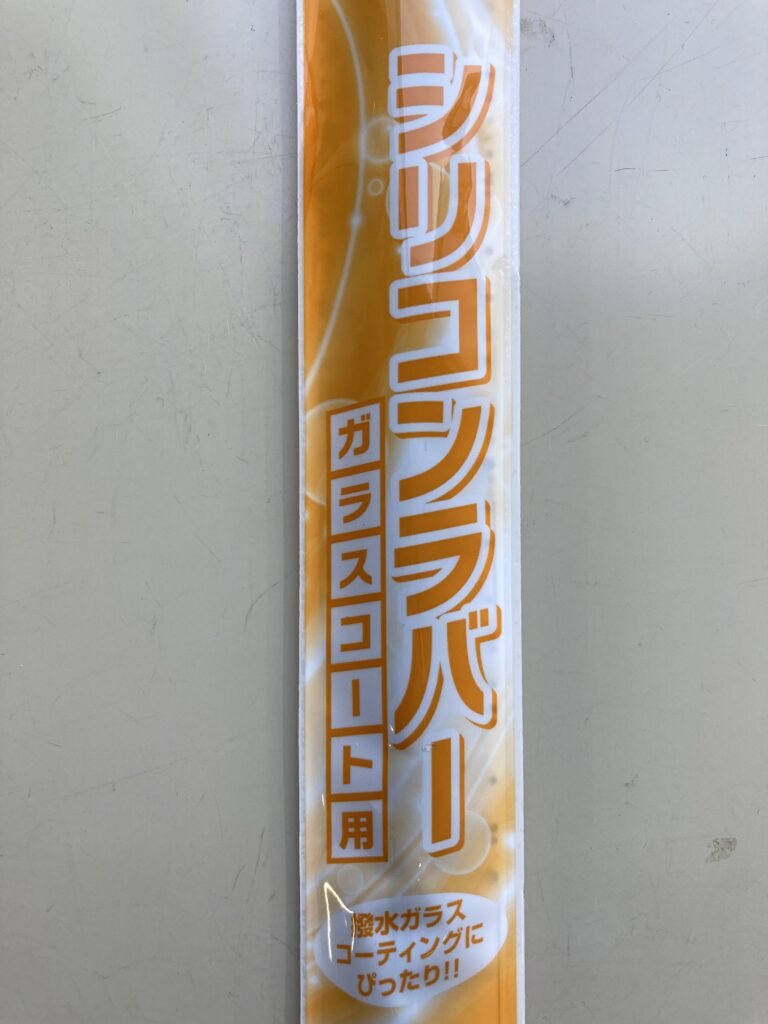 シリコンラバー
ガラスコート用
撥水ガラス
コーティングに
ぴったり!!